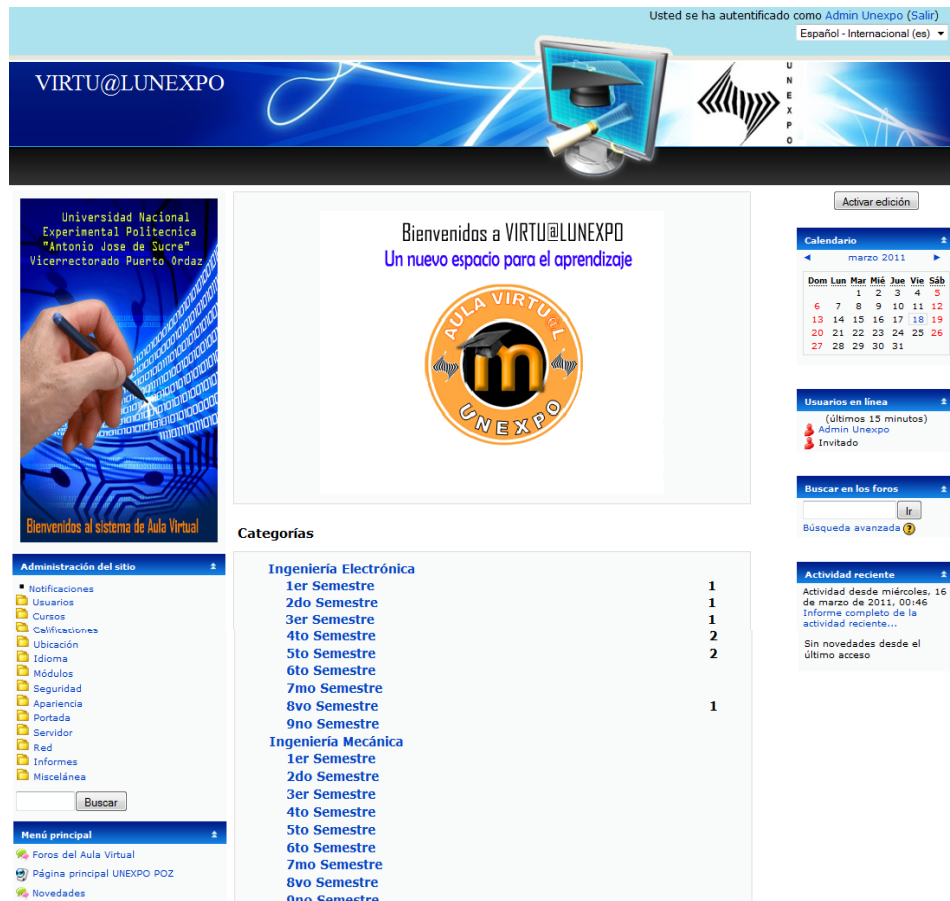 Usted se ha autentificado como Admin Unexpo (Salir)
Español - Internacional (es)
VIRTU@LUNEXPO
UNEXPO
Universidad Nacional
Experimental Politecnica
"Antonio Jose de Sucre"
Vicerrectorado Puerto Ordaz
Bienvenidos al sistema de Aula Virtual
Administración del sitio
Notificaciones
Usuarios
Cursos
Calificaciones
Ubicación
Idioma
Módulos
Seguridad
Apariencia
Portada
Servidor
Red
Informes
Miscelánea
Buscar
Menú principal
Foros del Aula Virtual
Página principal UNEXPO POZ
Novedades
Bienvenidos a VIRTU@LUNEXPO
Un nuevo espacio para el aprendizaje
AULA VIRTU@L
m
UNEXPO
Categorías
Ingeniería Electrónica
1er Semestre 1
2do Semestre 1
3er Semestre 1
4to Semestre 2
5to Semestre 2
6to Semestre
7mo Semestre
8vo Semestre 1
9no Semestre
Ingeniería Mecánica
1er Semestre
2do Semestre
3er Semestre
4to Semestre
5to Semestre
6to Semestre
7mo Semestre
8vo Semestre
9no Semestre
Activar edición
Calendario
marzo 2011
Dom Lun Mar Mié Jue Vie Sáb
1 2 3 4 5
6 7 8 9 10 11 12
13 14 15 16 17 18 19
20 21 22 23 24 25 26
27 28 29 30 31
Usuarios en línea
(últimos 15 minutos)
Admin Unexpo
Invitado
Buscar en los foros
Ir
Búsqueda avanzada ?
Actividad reciente
Actividad desde miércoles, 16
de marzo de 2011, 00:46
Informe completo de la
actividad reciente...
Sin novedades desde el
último acceso